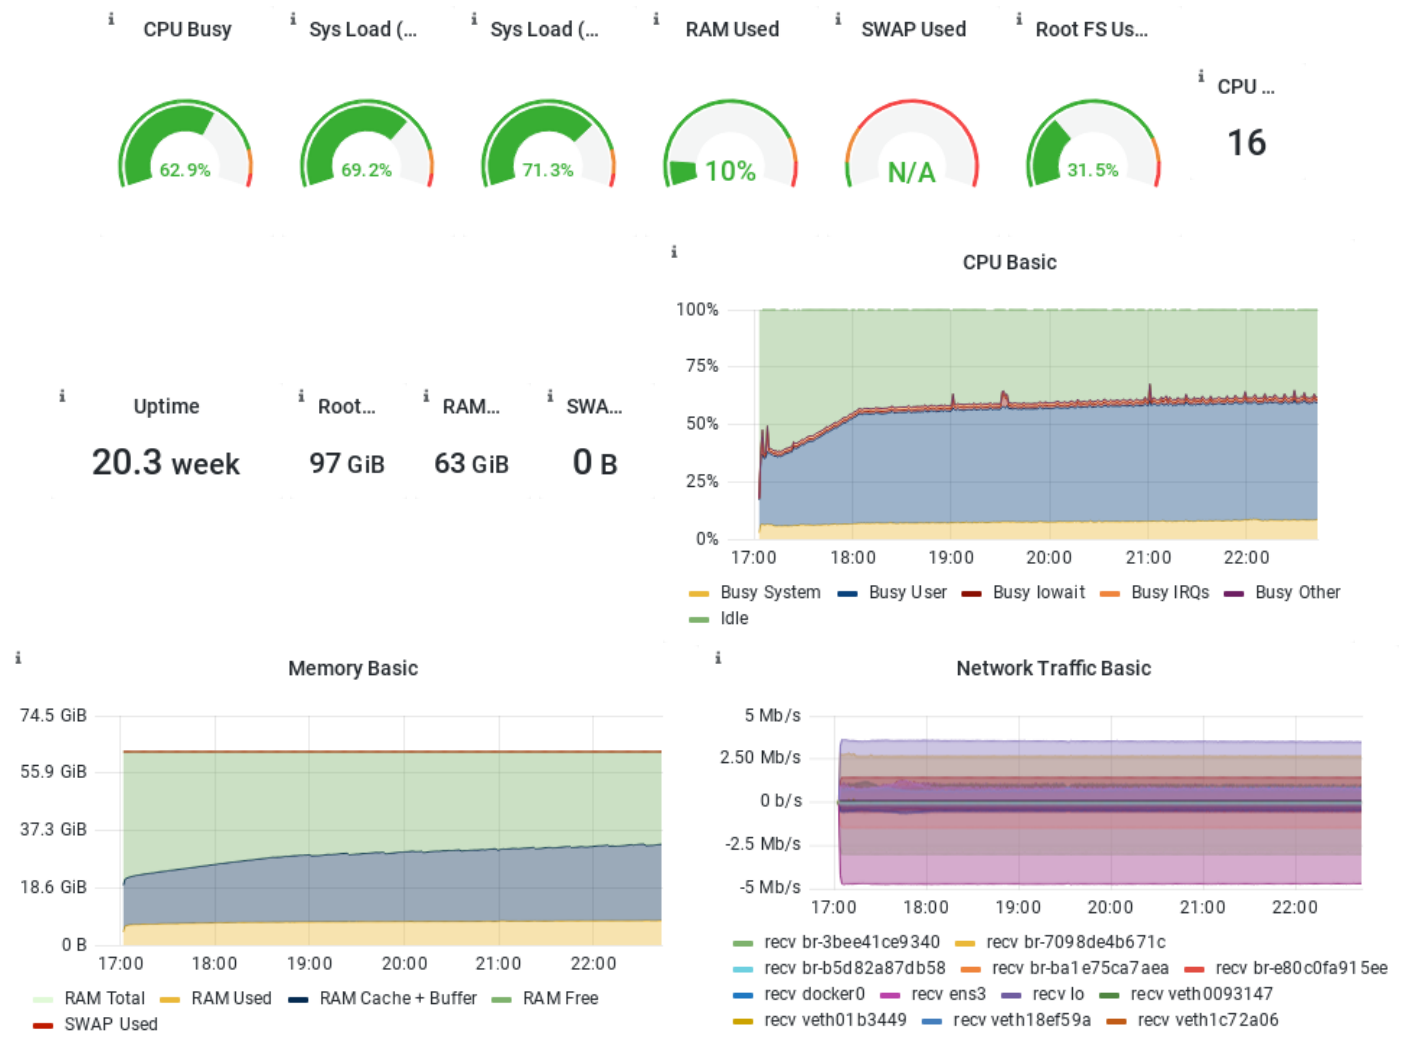 CPU Busy
Sys Load (...
Sys Load (...
RAM Used
SWAP Used
Root FS Us...
CPU ...
62.9%
69.2%
71.3%
10%
N/A
31.5%
16
CPU Basic
100%
75%
50%
25%
0%
17:00 18:00 19:00 20:00 21:00 22:00
Busy System Busy User Busy Iowait Busy IRQs Busy Other
Idle
Uptime
Root...
RAM...
SWA...
20.3 week
97 GiB
63 GiB
0 B
Memory Basic
74.5 GiB
55.9 GiB
37.3 GiB
18.6 GiB
0 B
17:00 18:00 19:00 20:00 21:00 22:00
RAM Total RAM Used RAM Cache + Buffer RAM Free
SWAP Used
Network Traffic Basic
5 Mb/s
2.50 Mb/s
0 b/s
-2.5 Mb/s
-5 Mb/s
17:00 18:00 19:00 20:00 21:00 22:00
recv br-3bee41ce9340 recv br-7098de4b671c
recv br-b5d82a87db58 recv br-ba1e75ca7aea recv br-e80c0fa915ee
recv docker0 recv ens3 recv lo recv veth0093147
recv veth01b3449 recv veth18ef59a recv veth1c72a06